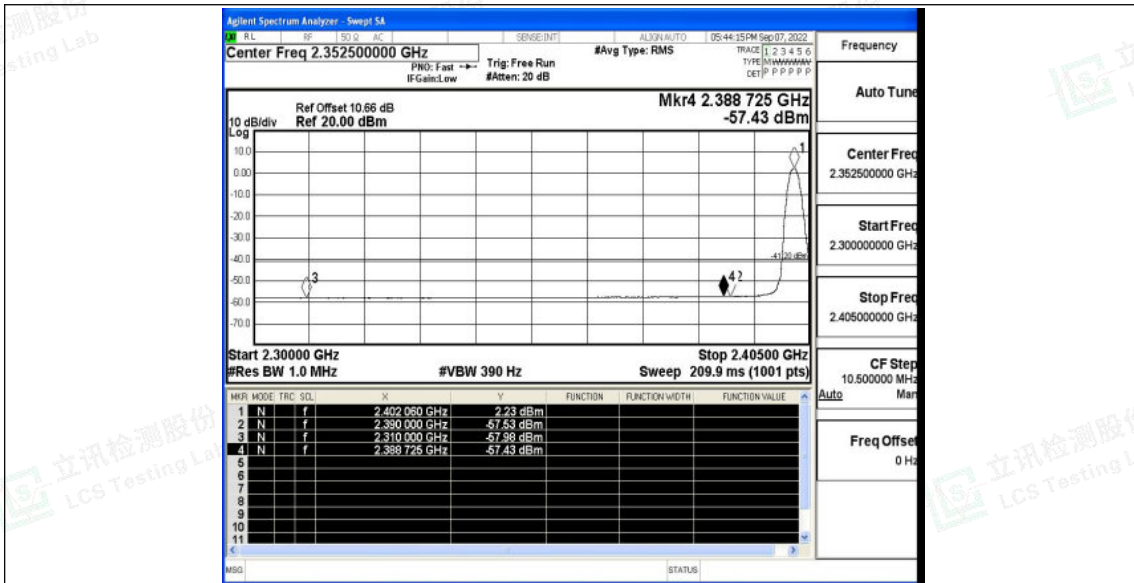 Agilent Spectrum Analyzer - Swept SA
RL RF 50 Ω AC SENSE:INT ALIGN AUTO 05:44:15 PM Sep 07, 2022
Center Freq 2.352500000 GHz
PNO: Fast
IFGain:Low
Trig: Free Run
#Atten: 20 dB
#Avg Type: RMS
TRACE 1 2 3 4 5 6
TYPE MWWWWW
DET P P P P P P
Mkr4 2.388 725 GHz
-57.43 dBm
Ref Offset 10.66 dB
10 dB/div Ref 20.00 dBm
Log
10.0
0.00
-10.0
-20.0
-30.0
-40.0
-50.0
-60.0
-70.0
1
-41.20 dBm
3
4 2
Start 2.30000 GHz Stop 2.40500 GHz
#Res BW 1.0 MHz #VBW 390 Hz Sweep 209.9 ms (1001 pts)
MKR MODE TRC SCL X Y FUNCTION FUNCTION WIDTH FUNCTION VALUE
1 N f 2.402 060 GHz 2.23 dBm
2 N f 2.390 000 GHz -57.53 dBm
3 N f 2.310 000 GHz -57.98 dBm
4 N f 2.388 725 GHz -57.43 dBm
5
6
7
8
9
10
11
MSG STATUS
Frequency
Auto Tune
Center Freq
2.352500000 GHz
Start Freq
2.300000000 GHz
Stop Freq
2.405000000 GHz
CF Step
10.500000 MHz
Auto Man
Freq Offset
0 Hz
立讯检测股份
LCS Testing Lab